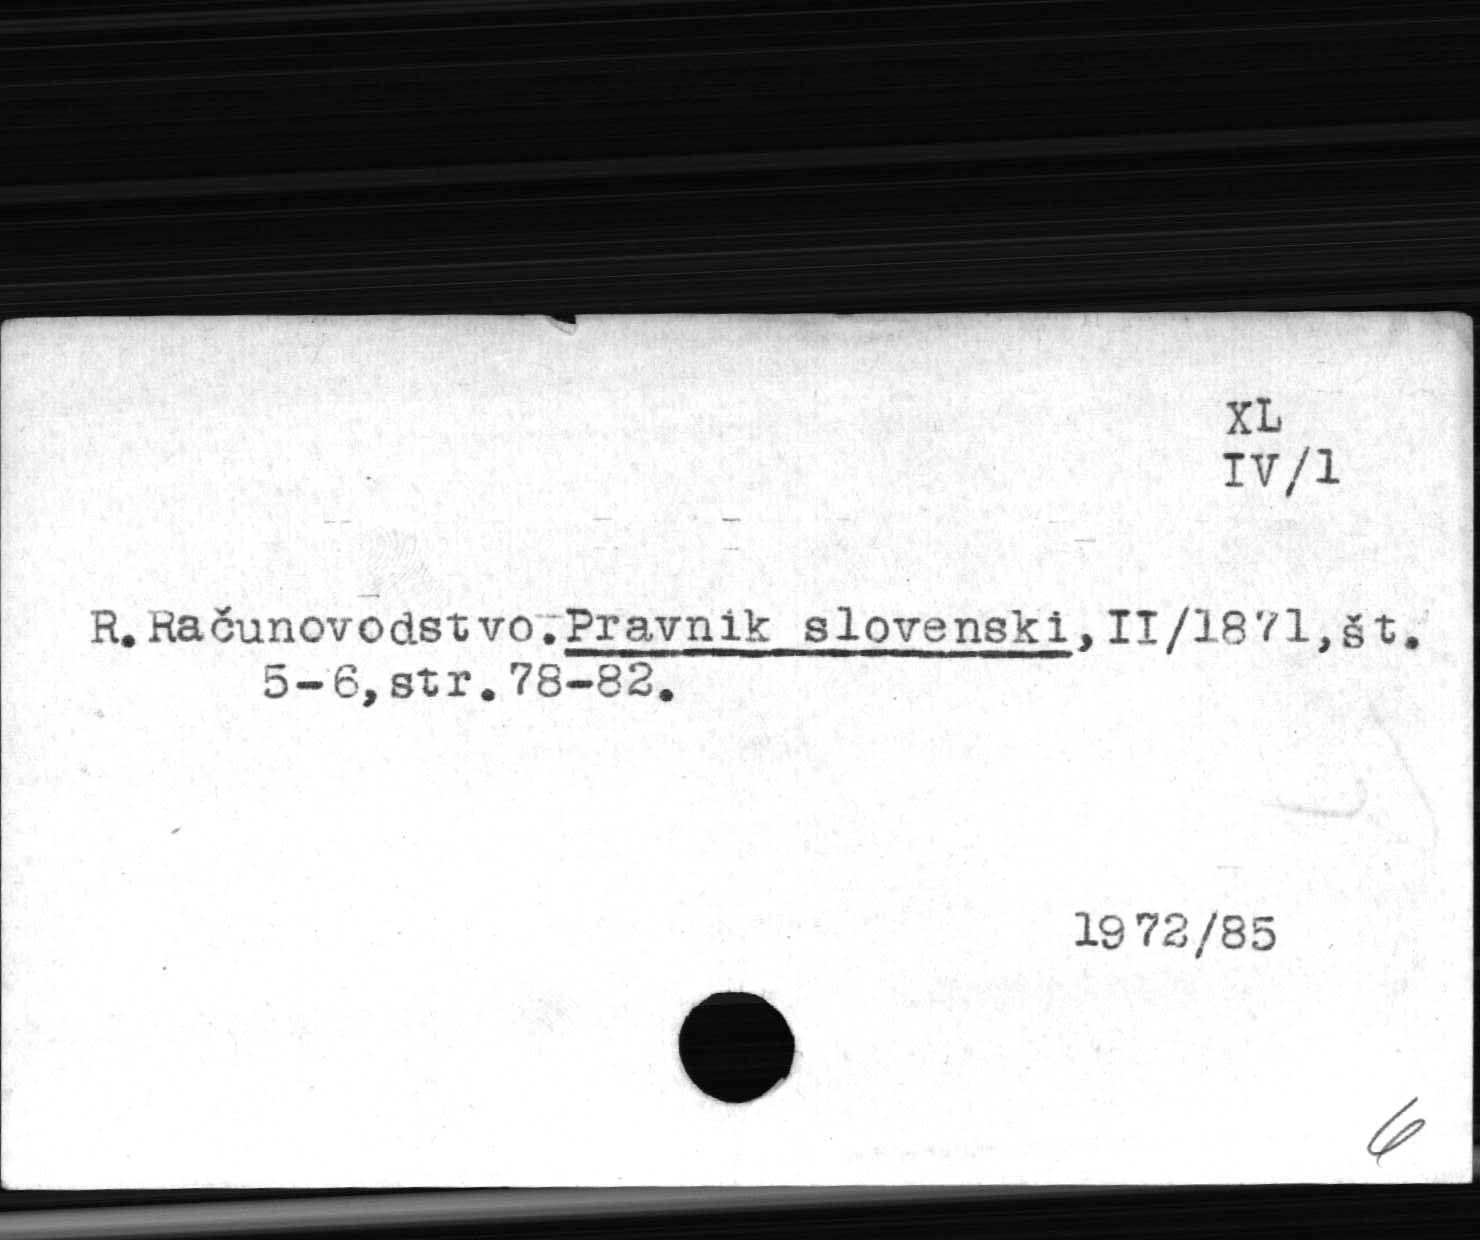 XL
IV/1
R. Računovodstvo. Pravnik slovenski, II/1871, št.
5-6, str. 78-82.
1972/85
6